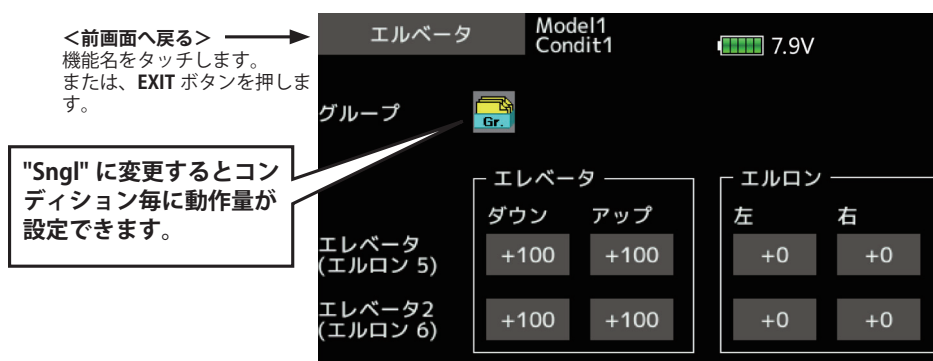 <前画面へ戻る>
機能名をタッチします。
または、EXIT ボタンを押しま
す。
"Sngl" に変更するとコン
ディション毎に動作量が
設定できます。
エルベータ
Model1
Condit1
7.9V
グループ
Gr.
エレベータ
エルロン
ダウン アップ 左 右
エレベータ
(エルロン 5)
+100 +100 +0 +0
エレベータ2
(エルロン 6)
+100 +100 +0 +0